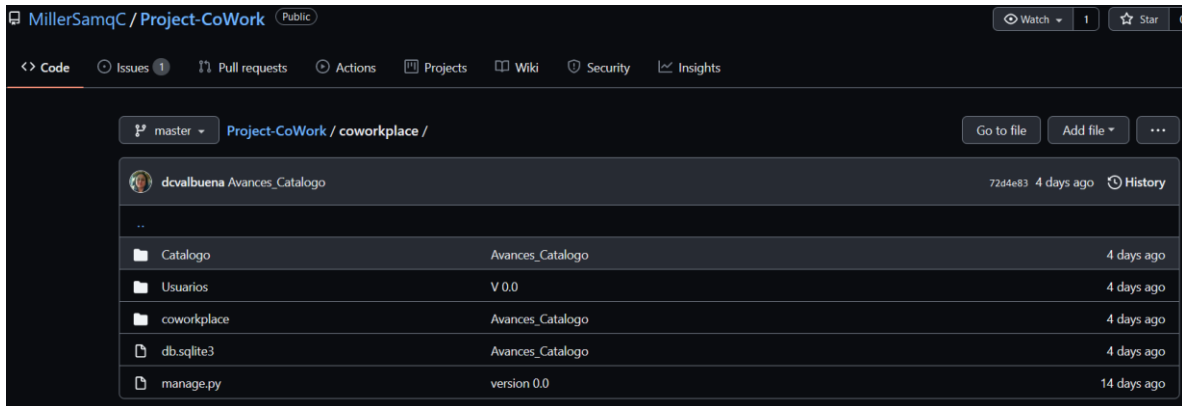 MillerSamqC / Project-CoWork Public Watch 1 Star
<> Code Issues 1 Pull requests Actions Projects Wiki Security Insights
master Project-CoWork / coworkplace / Go to file Add file ...
dcvalbuena Avances_Catalogo 72d4e83 4 days ago History
..
Catalogo Avances_Catalogo 4 days ago
Usuarios V 0.0 4 days ago
coworkplace Avances_Catalogo 4 days ago
db.sqlite3 Avances_Catalogo 4 days ago
manage.py version 0.0 14 days ago